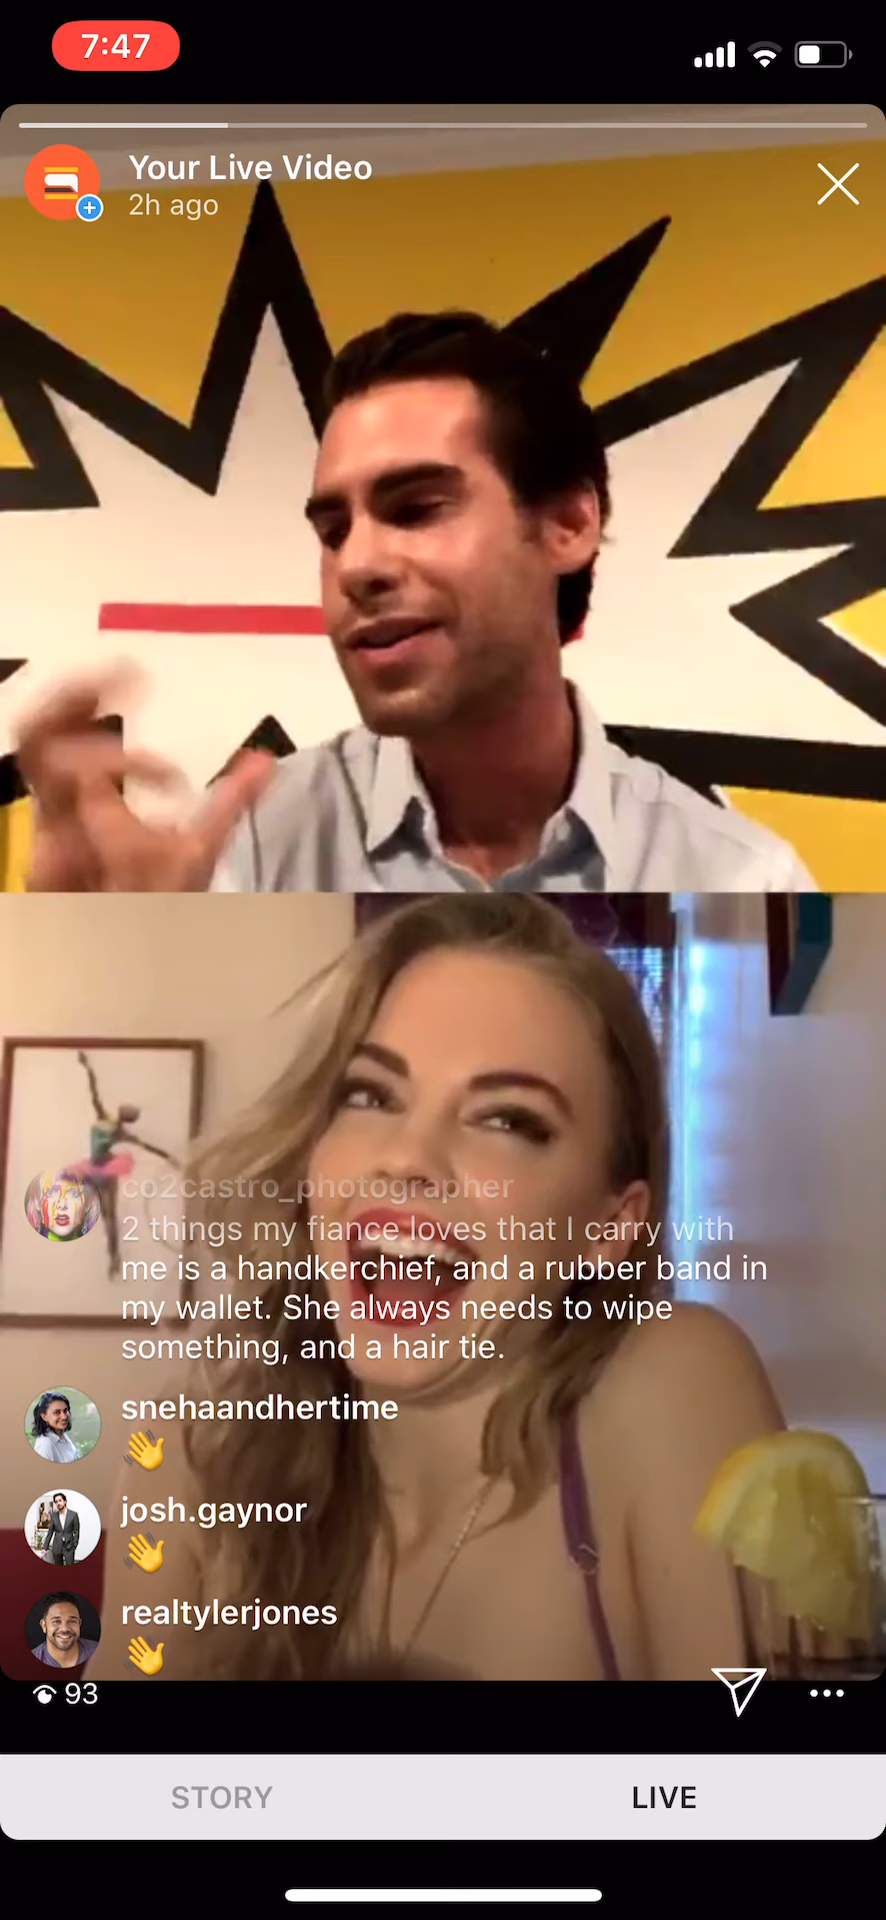 7:47
Your Live Video
2h ago
co2castro_photographer
2 things my fiance loves that I carry with
me is a handkerchief, and a rubber band in
my wallet. She always needs to wipe
something, and a hair tie.
snehaandhertime
👋
josh.gaynor
👋
realtylerjones
👋
93
STORY
LIVE